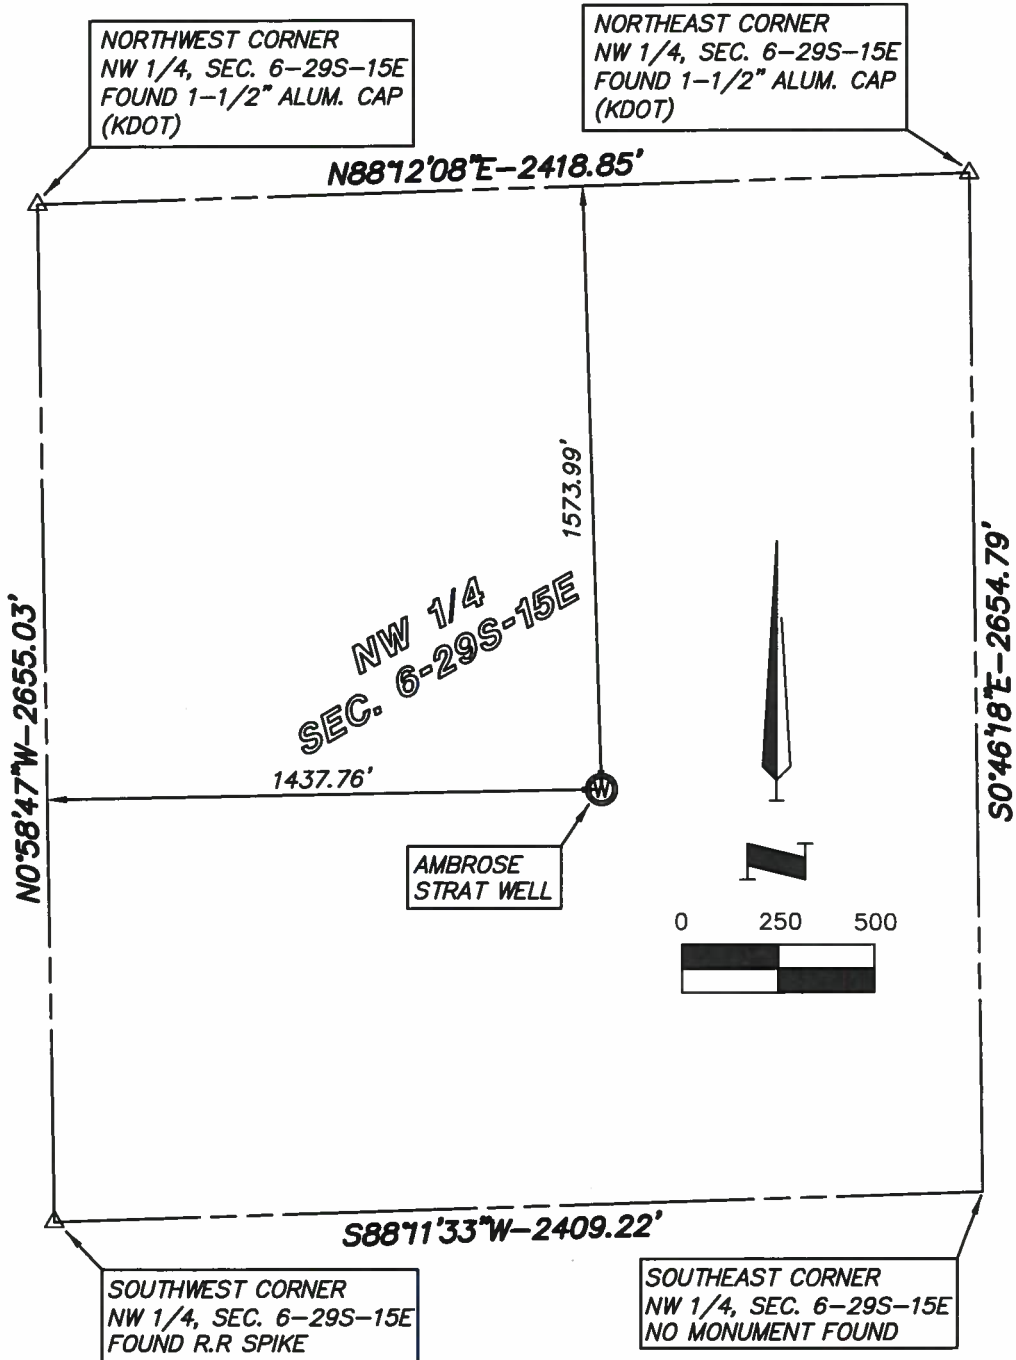 NORTHWEST CORNER
NW 1/4, SEC. 6-29S-15E
FOUND 1-1/2" ALUM. CAP
(KDOT)
NORTHEAST CORNER
NW 1/4, SEC. 6-29S-15E
FOUND 1-1/2" ALUM. CAP
(KDOT)
N88°12'08"E-2418.85'
1573.99'
NW 1/4
SEC. 6-29S-15E
N0°58'47"W-2655.03'
S0°46'18"E-2654.79'
1437.76'
W
AMBROSE
STRAT WELL
N
0 250 500
S88°11'33"W-2409.22'
SOUTHWEST CORNER
NW 1/4, SEC. 6-29S-15E
FOUND R.R SPIKE
SOUTHEAST CORNER
NW 1/4, SEC. 6-29S-15E
NO MONUMENT FOUND